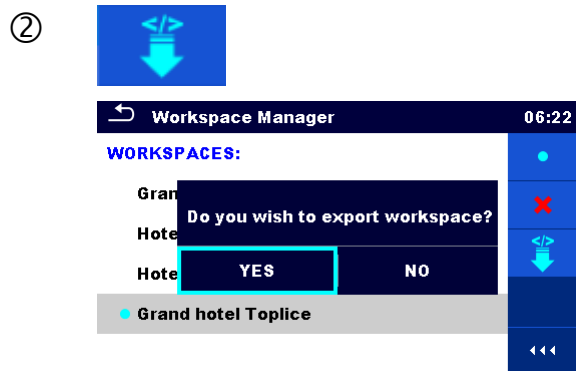 ②
</>
Workspace Manager 06:22
WORKSPACES:
Gran
Do you wish to export workspace?
Hote
</>
Hote YES NO
Grand hotel Toplice